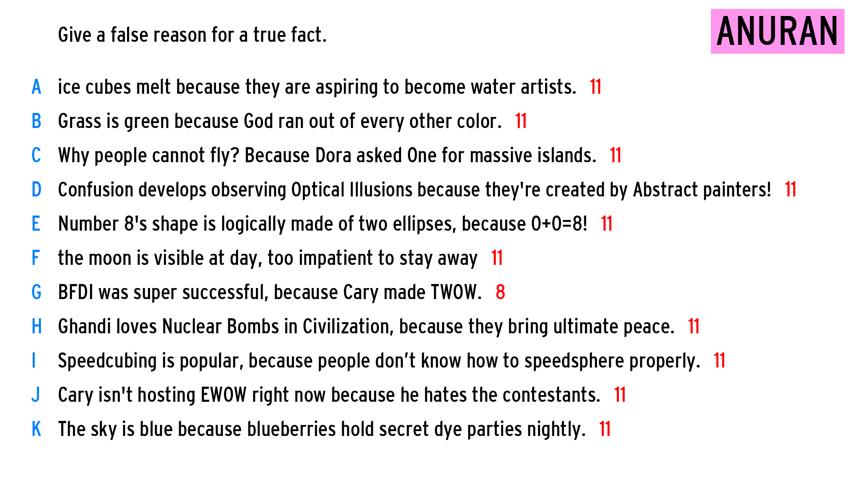 Give a false reason for a true fact.
ANURAN
A ice cubes melt because they are aspiring to become water artists. 11
B Grass is green because God ran out of every other color. 11
C Why people cannot fly? Because Dora asked One for massive islands. 11
D Confusion develops observing Optical Illusions because they're created by Abstract painters! 11
E Number 8's shape is logically made of two ellipses, because 0+0=8! 11
F the moon is visible at day, too impatient to stay away 11
G BFDI was super successful, because Cary made TWOW. 8
H Ghandi loves Nuclear Bombs in Civilization, because they bring ultimate peace. 11
I Speedcubing is popular, because people don’t know how to speedsphere properly. 11
J Cary isn't hosting EWOW right now because he hates the contestants. 11
K The sky is blue because blueberries hold secret dye parties nightly. 11